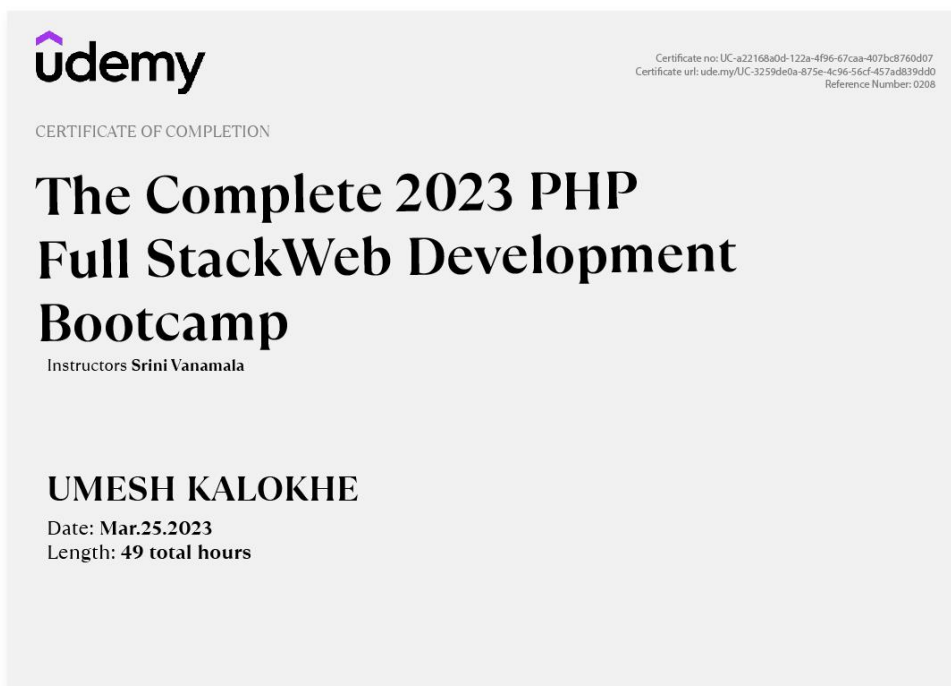 udemy
Certificate no: UC-a22168a0d-122a-4f96-67caa-407bc8760d07
Certificate url: ude.my/UC-3259de0a-875e-4c96-56cf-457ad839dd0
Reference Number: 0208
CERTIFICATE OF COMPLETION
The Complete 2023 PHP
Full StackWeb Development
Bootcamp
Instructors Srini Vanamala
UMESH KALOKHE
Date: Mar.25.2023
Length: 49 total hours